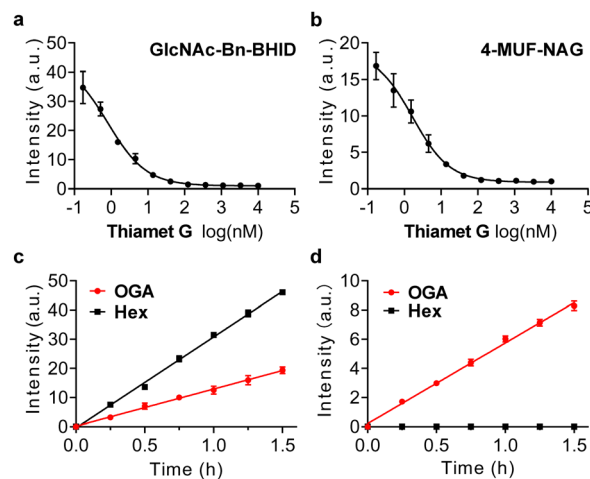 a
GlcNAc-Bn-BHID
Intensity (a.u.)
50
40
30
20
10
0
-1 0 1 2 3 4 5
Thiamet G log(nM)
b
4-MUF-NAG
Intensity (a.u.)
20
15
10
5
0
-1 0 1 2 3 4 5
Thiamet G log(nM)
c
OGA
Hex
Intensity (a.u.)
50
40
30
20
10
0
0.0 0.5 1.0 1.5
Time (h)
d
OGA
Hex
Intensity (a.u.)
10
8
6
4
2
0
0.0 0.5 1.0 1.5
Time (h)